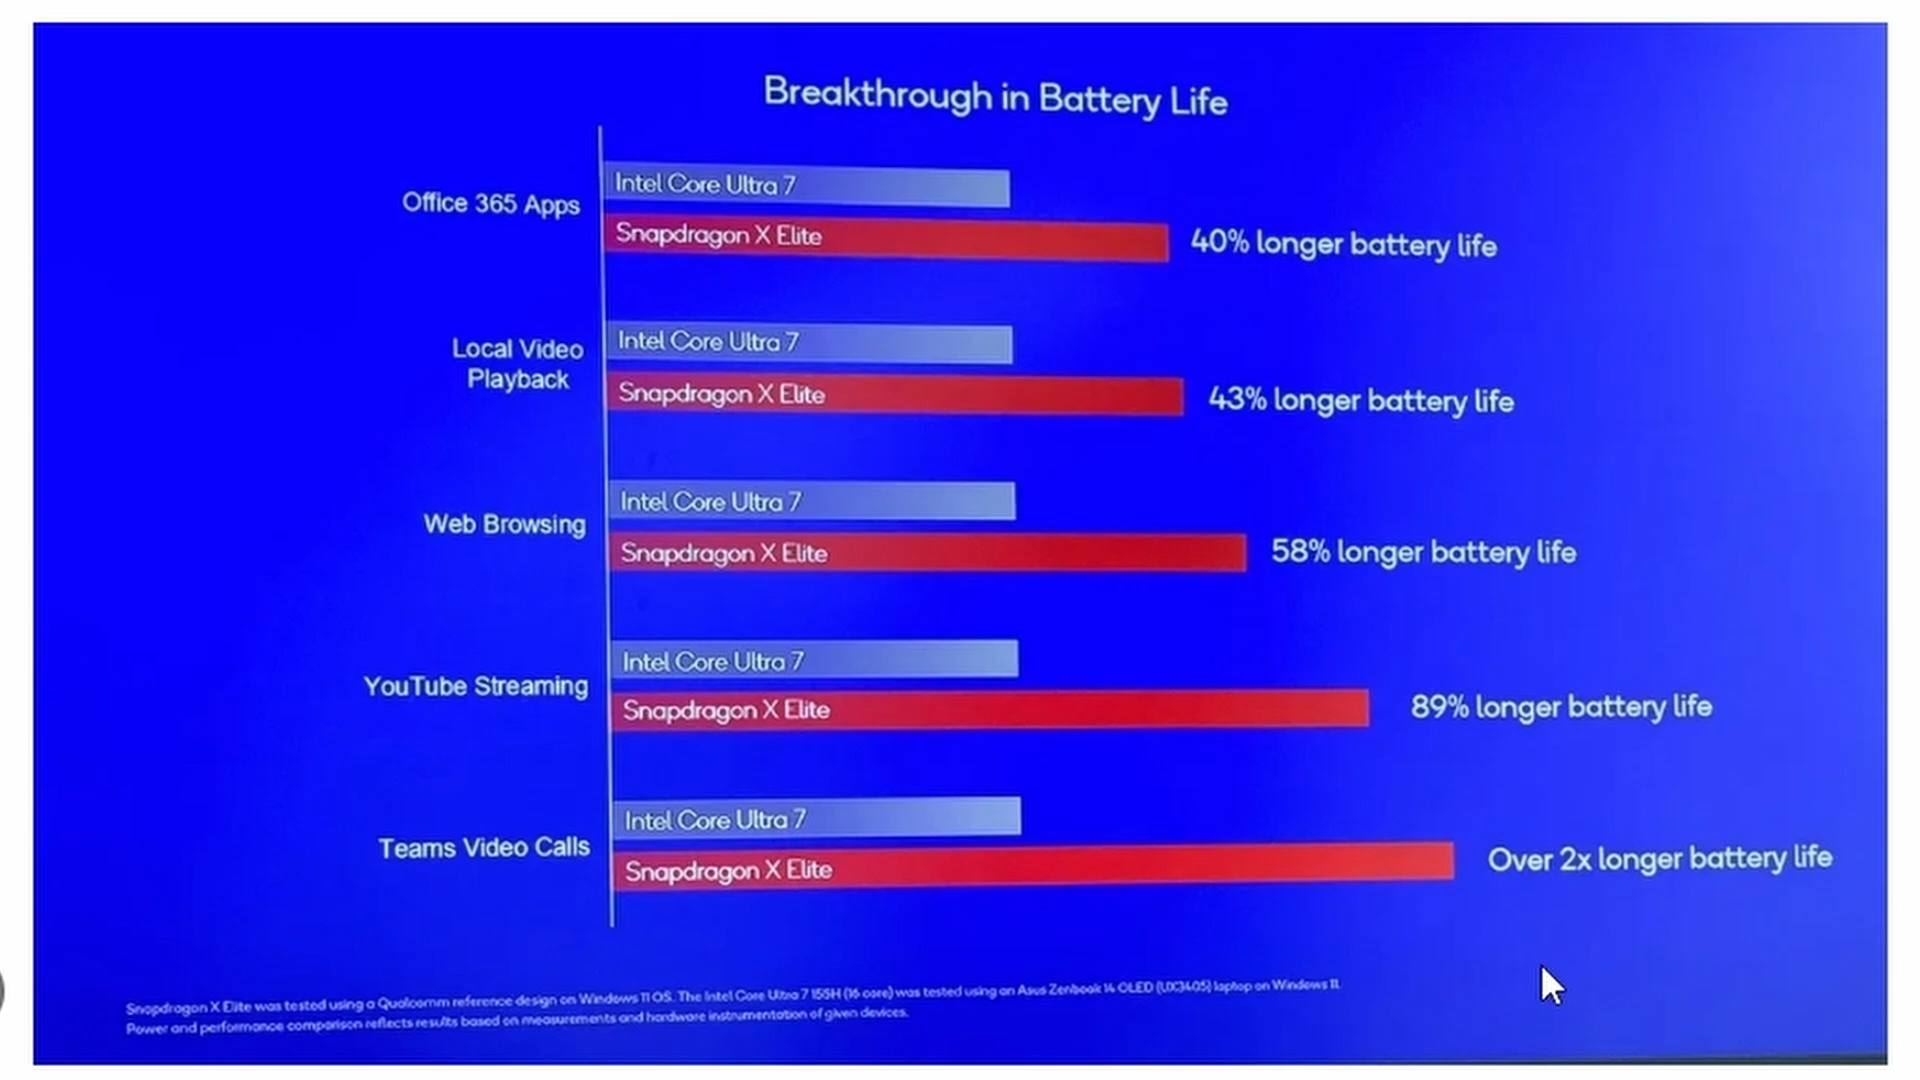 Breakthrough in Battery Life
Office 365 Apps
Intel Core Ultra 7
Snapdragon X Elite
40% longer battery life
Local Video
Playback
Intel Core Ultra 7
Snapdragon X Elite
43% longer battery life
Web Browsing
Intel Core Ultra 7
Snapdragon X Elite
58% longer battery life
YouTube Streaming
Intel Core Ultra 7
Snapdragon X Elite
89% longer battery life
Teams Video Calls
Intel Core Ultra 7
Snapdragon X Elite
Over 2x longer battery life
Snapdragon X Elite was tested using a Qualcomm reference design on Windows 11 OS. The Intel Core Ultra 7 155H (16 core) was tested using an Asus Zenbook 14 OLED (UX3405) laptop on Windows 11.
Power and performance comparison reflects results based on measurements and hardware instrumentation of given devices.